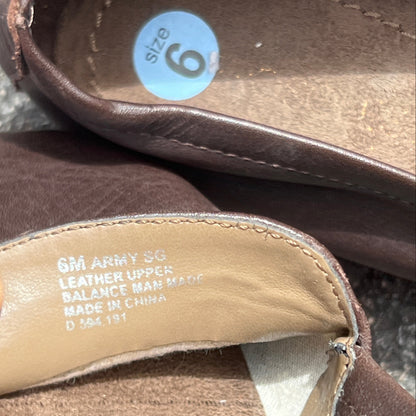 size
6
6M ARMY SG
LEATHER UPPER
BALANCE MAN MADE
MADE IN CHINA
D 594 191